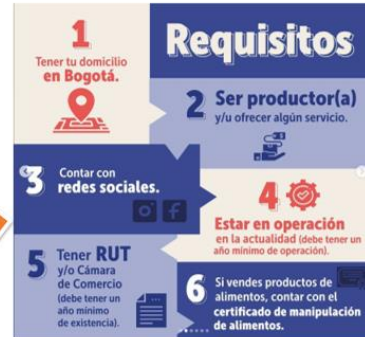 Requisitos
1
Tener tu domicilio
en Bogotá.
2 Ser productor(a)
y/u ofrecer algún servicio.
3 Contar con
redes sociales.
4
Estar en operación
en la actualidad (debe tener un
año mínimo de operación).
5 Tener RUT
y/o Cámara
de Comercio
(debe tener un
año mínimo
de existencia).
6 Si vendes productos de
alimentos, contar con el
certificado de manipulación
de alimentos.